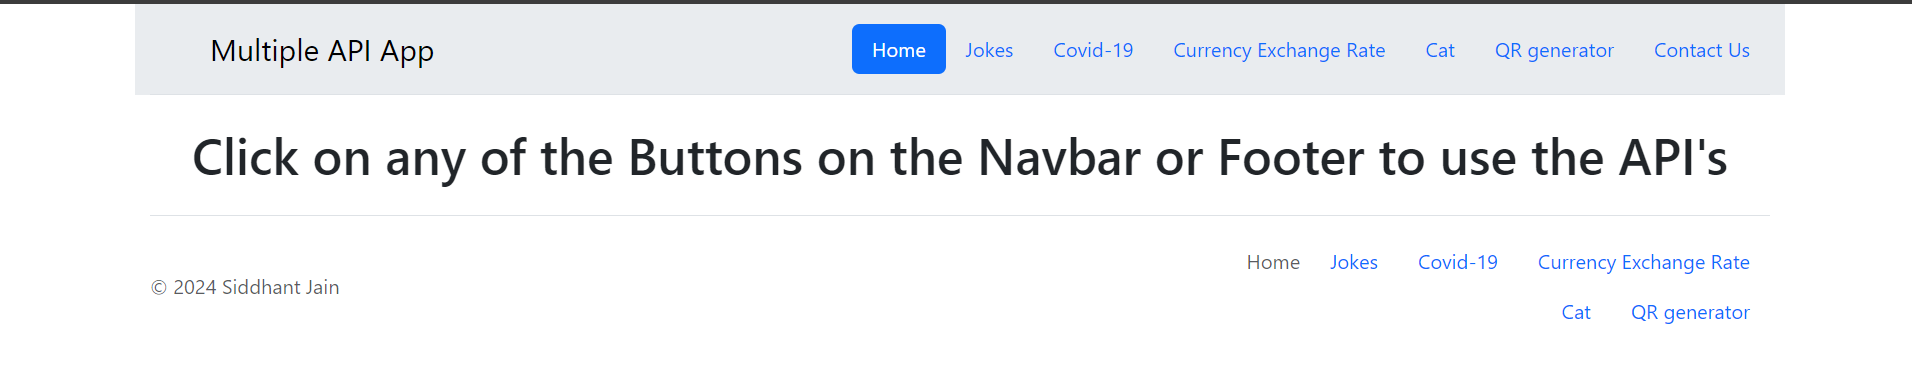 Multiple API App Home Jokes Covid-19 Currency Exchange Rate Cat QR generator Contact Us
Click on any of the Buttons on the Navbar or Footer to use the API's
Home Jokes Covid-19 Currency Exchange Rate
© 2024 Siddhant Jain
Cat QR generator